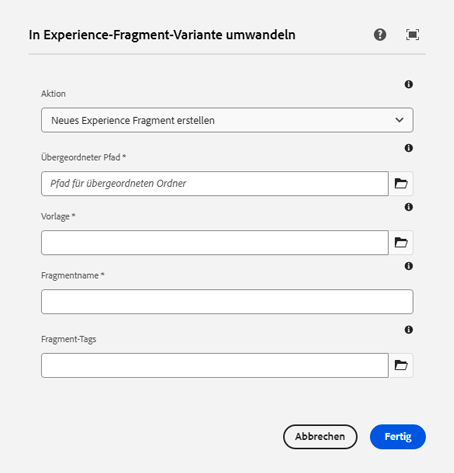 In Experience-Fragment-Variante umwandeln
Aktion
Neues Experience Fragment erstellen
Übergeordneter Pfad *
Pfad für übergeordneten Ordner
Vorlage *
Fragmentname *
Fragment-Tags
Abbrechen Fertig